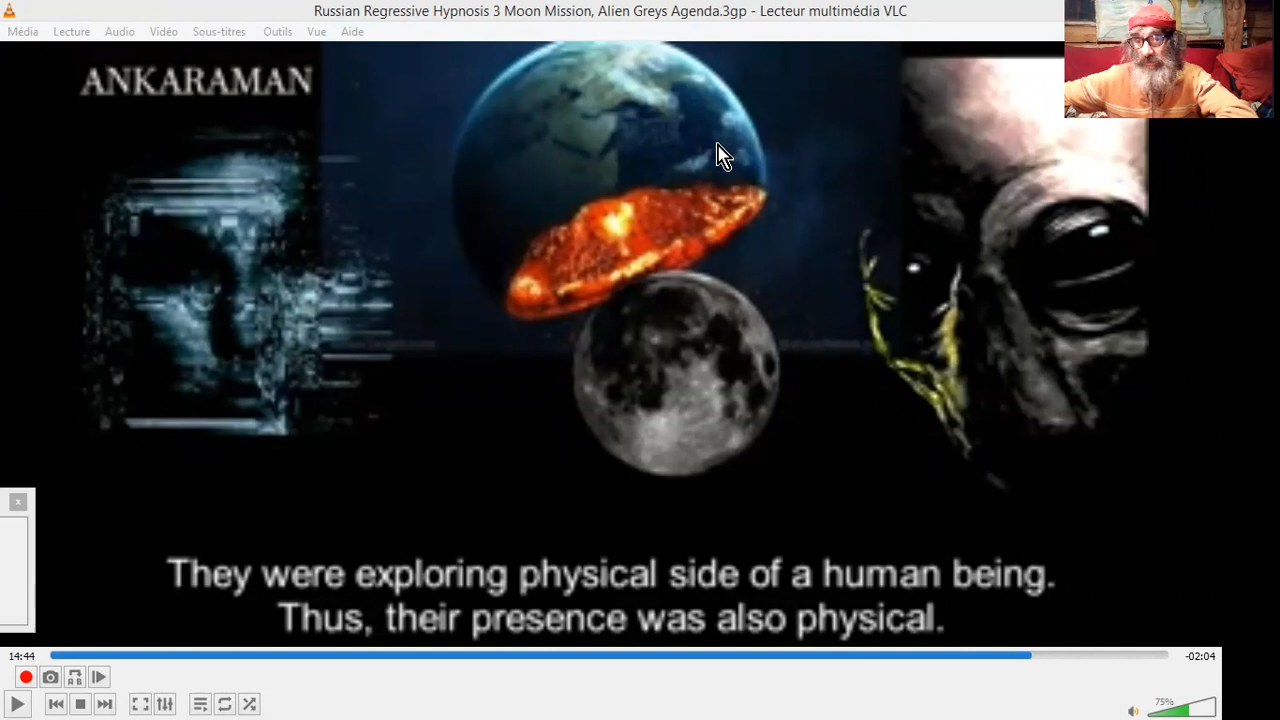 Russian Regressive Hypnosis 3 Moon Mission, Alien Greys Agenda.3gp - Lecteur multimédia VLC
Média Lecture Audio Vidéo Sous-titres Outils Vue Aide
ANKARAMAN
They were exploring physical side of a human being.
Thus, their presence was also physical.
14:44 -02:04
75%